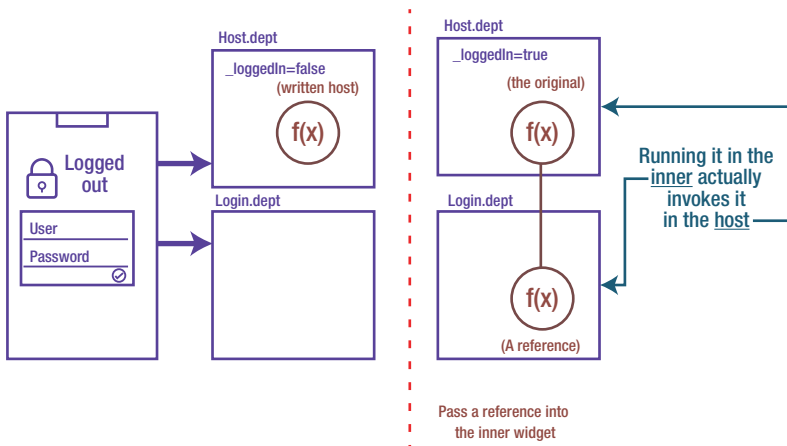 Host.dept
_loggedIn=false
(written host)
f(x)
Logged
out
User
Password
Login.dept
Host.dept
_loggedIn=true
(the original)
f(x)
Running it in the
inner actually
invokes it
in the host
Login.dept
f(x)
(A reference)
Pass a reference into
the inner widget